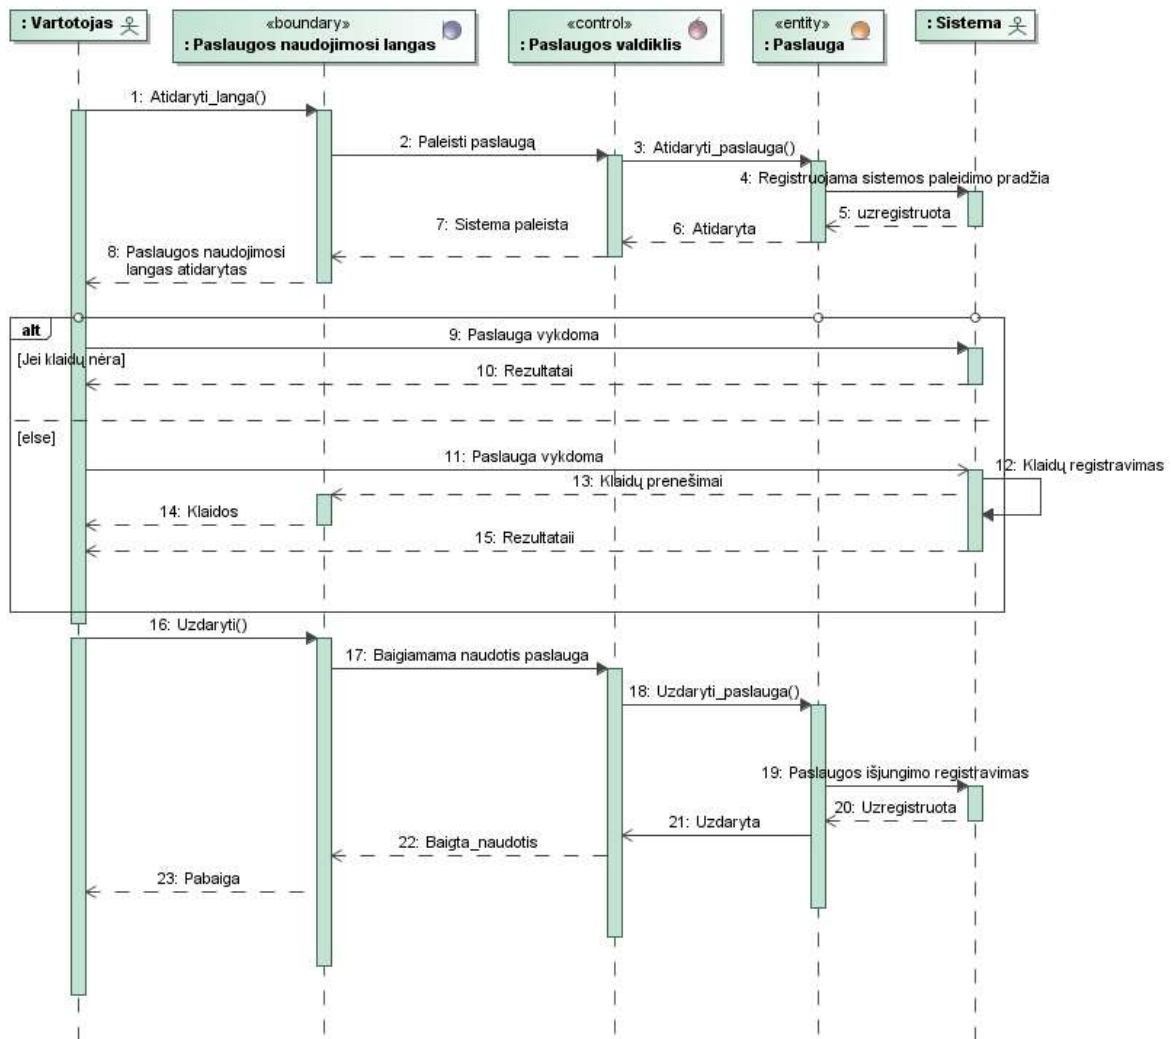 : Vartotojas
«boundary»
: Paslaugos naudojimosi langas
«control»
: Paslaugos valdiklis
«entity»
: Paslauga
: Sistema
1: Atidaryti_langa()
2: Paleisti paslaugą
3: Atidaryti_paslauga()
4: Registruojama sistemos paleidimo pradžia
5: uzregistruota
6: Atidaryta
7: Sistema paleista
8: Paslaugos naudojimosi
langas atidarytas
alt
9: Paslauga vykdoma
[Jei klaidų nėra]
10: Rezultatai
[else]
11: Paslauga vykdoma
12: Klaidų registravimas
13: Klaidų prenešimai
14: Klaidos
15: Rezultataii
16: Uzdaryti()
17: Baigiamama naudotis paslauga
18: Uzdaryti_paslauga()
19: Paslaugos išjungimo registravimas
20: Uzregistruota
21: Uzdaryta
22: Baigta_naudotis
23: Pabaiga